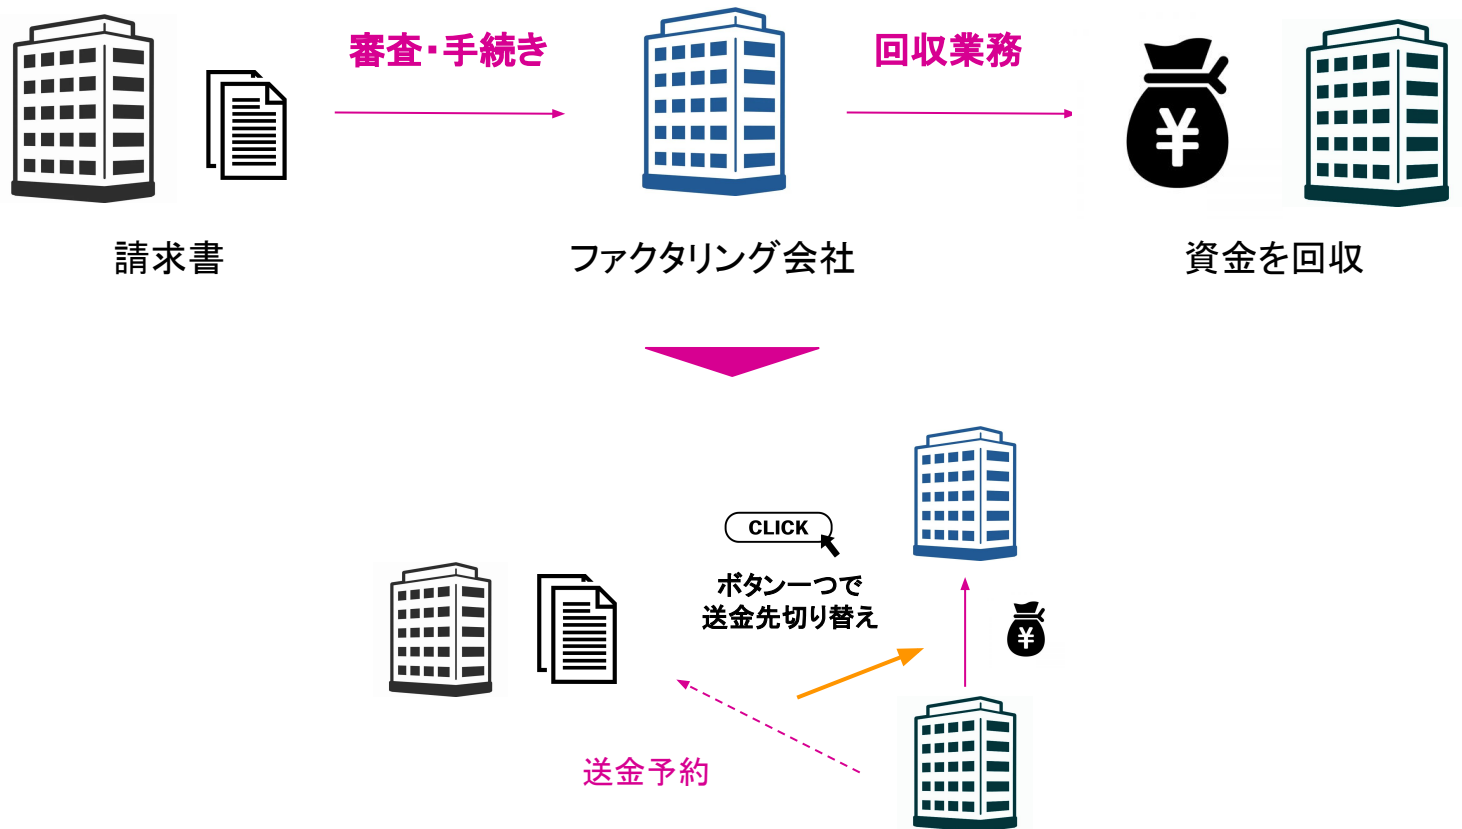 審査・手続き
回収業務
¥
請求書
ファクタリング会社
資金を回収
CLICK
ボタン一つで
送金先切り替え
¥
送金予約